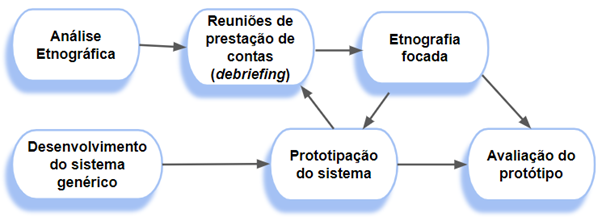 Análise
Etnográfica
Reuniões de
prestação de
contas
(debriefing)
Etnografia
focada
Desenvolvimento
do sistema
genérico
Prototipação
do sistema
Avaliação do
protótipo